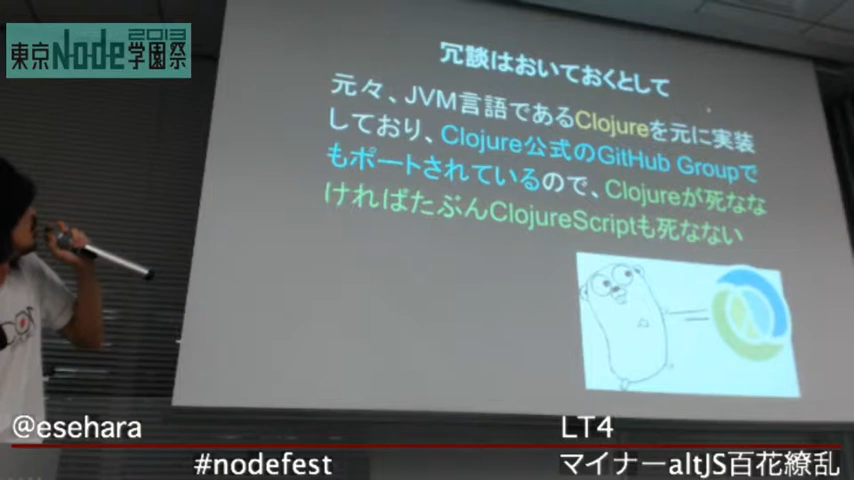 東京Node学園祭
2013
冗談はおいておくとして
元々、JVM言語であるClojureを元に実装
しており、Clojure公式のGitHub Groupで
もポートされているので、Clojureが死なな
ければたぶんClojureScriptも死なない
@esehara
LT4
#nodefest
マイナーaltJS百花繚乱